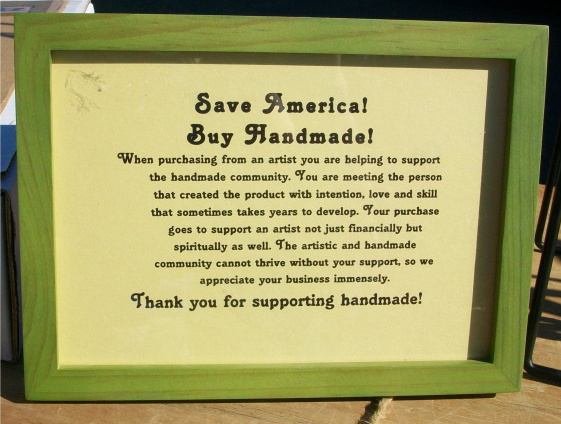 Save America!
Buy Handmade!
When purchasing from an artist you are helping to support
the handmade community. You are meeting the person
that created the product with intention, love and skill
that sometimes takes years to develop. Your purchase
goes to support an artist not just financially but
spiritually as well. The artistic and handmade
community cannot thrive without your support, so we
appreciate your business immensely.
Thank you for supporting handmade!